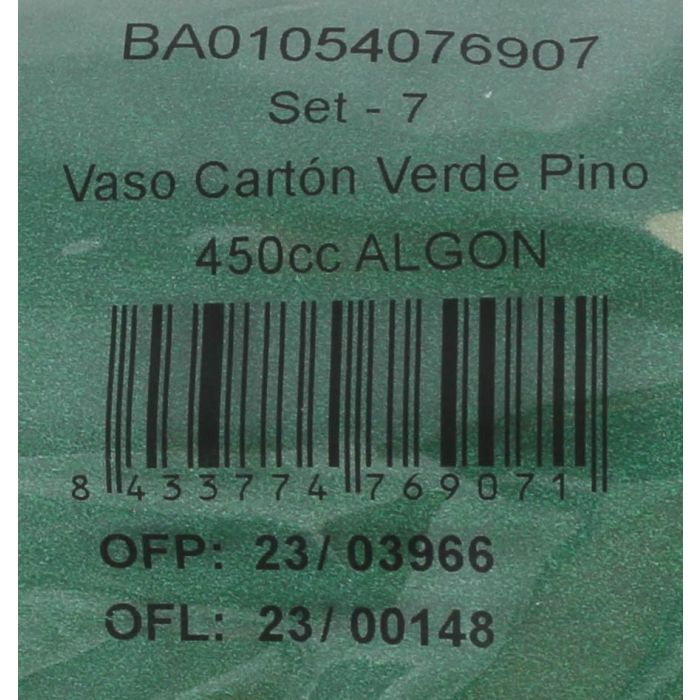 BA01054076907
Set - 7
Vaso Cartón Verde Pino
450cc ALGON
8 433774 769071
OFP: 23/ 03966
OFL: 23/ 00148